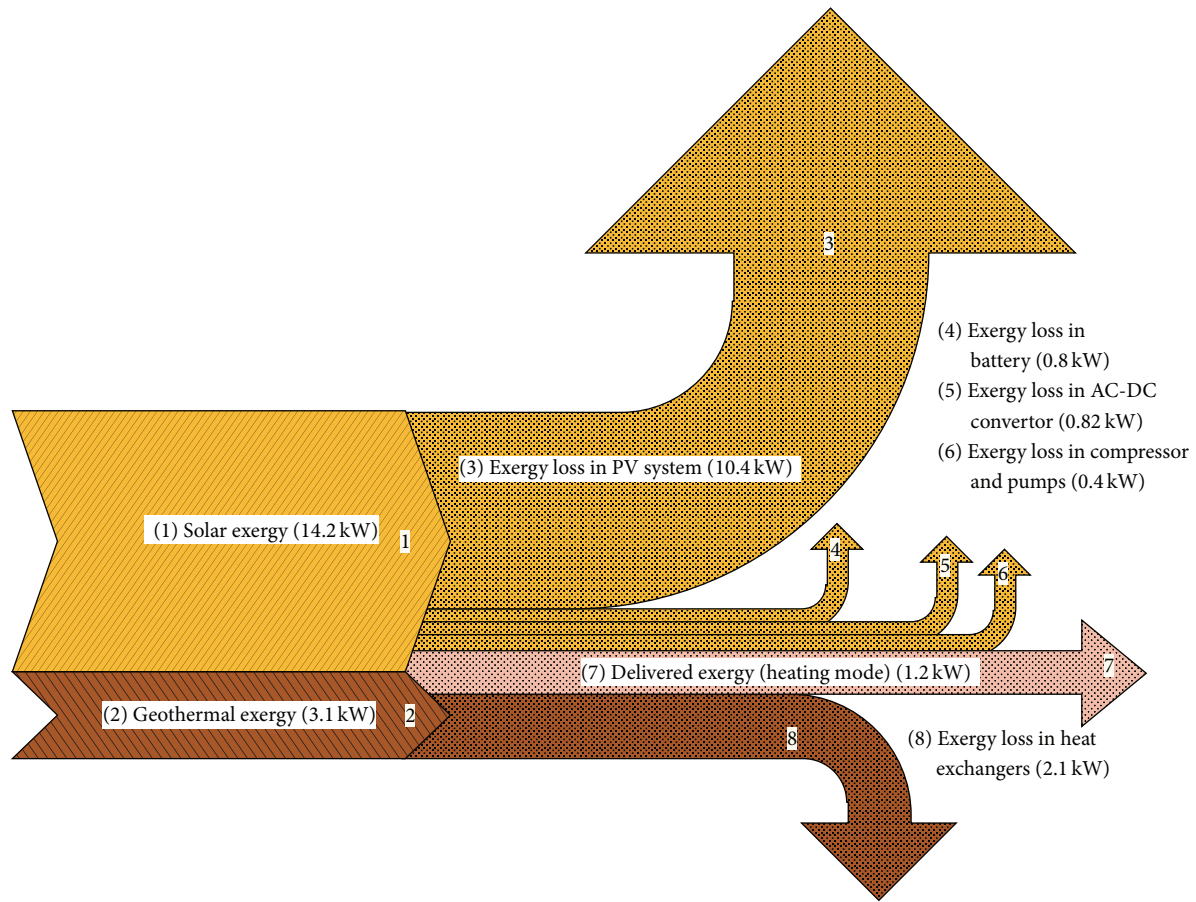 3
(4) Exergy loss in
battery (0.8 kW)
(5) Exergy loss in AC-DC
convertor (0.82 kW)
(6) Exergy loss in compressor
and pumps (0.4 kW)
(3) Exergy loss in PV system (10.4 kW)
(1) Solar exergy (14.2 kW)
1
4
5
6
(7) Delivered exergy (heating mode) (1.2 kW)
7
(2) Geothermal exergy (3.1 kW)
2
8
(8) Exergy loss in heat
exchangers (2.1 kW)